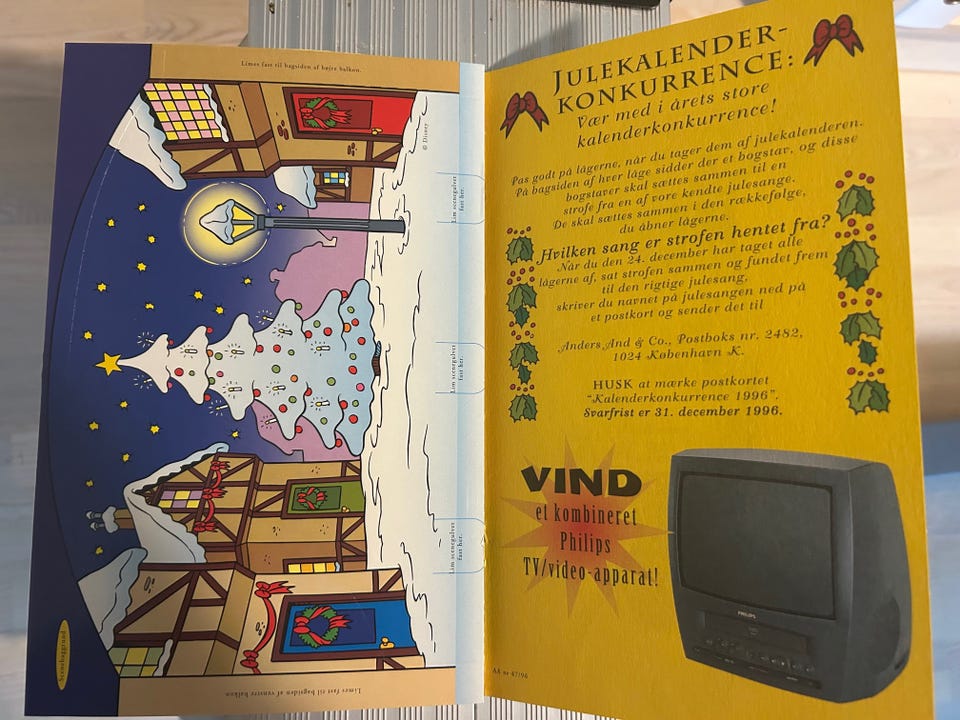 Limes fast til bagsiden af højre balkon.
© Disney
Lim scenegulvet
fast her.
Lim scenegulvet
fast her.
Lim scenegulvet
fast her.
Scenebaggrund
Limes fast til bagsiden af venstre balkon
JULEKALENDER-
KONKURRENCE:
Vær med i årets store
kalenderkonkurrence!
Pas godt på lågerne, når du tager dem af julekalenderen.
På bagsiden af hver låge sidder der et bogstav, og disse
bogstaver skal sættes sammen til en
strofe fra en af vore kendte julesange.
De skal sættes sammen i den rækkefølge,
du åbner lågerne.
Hvilken sang er strofen hentet fra?
Når du den 24. december har taget alle
lågerne af, sat strofen sammen og fundet frem
til den rigtige julesang,
skriver du navnet på julesangen ned på
et postkort og sender det til
Anders And & Co., Postboks nr. 2482,
1024 København K.
HUSK at mærke postkortet
"Kalenderkonkurrence 1996".
Svarfrist er 31. december 1996.
VIND
et kombineret
Philips
TV/video-apparat!
PHILIPS
AA nr 47/96